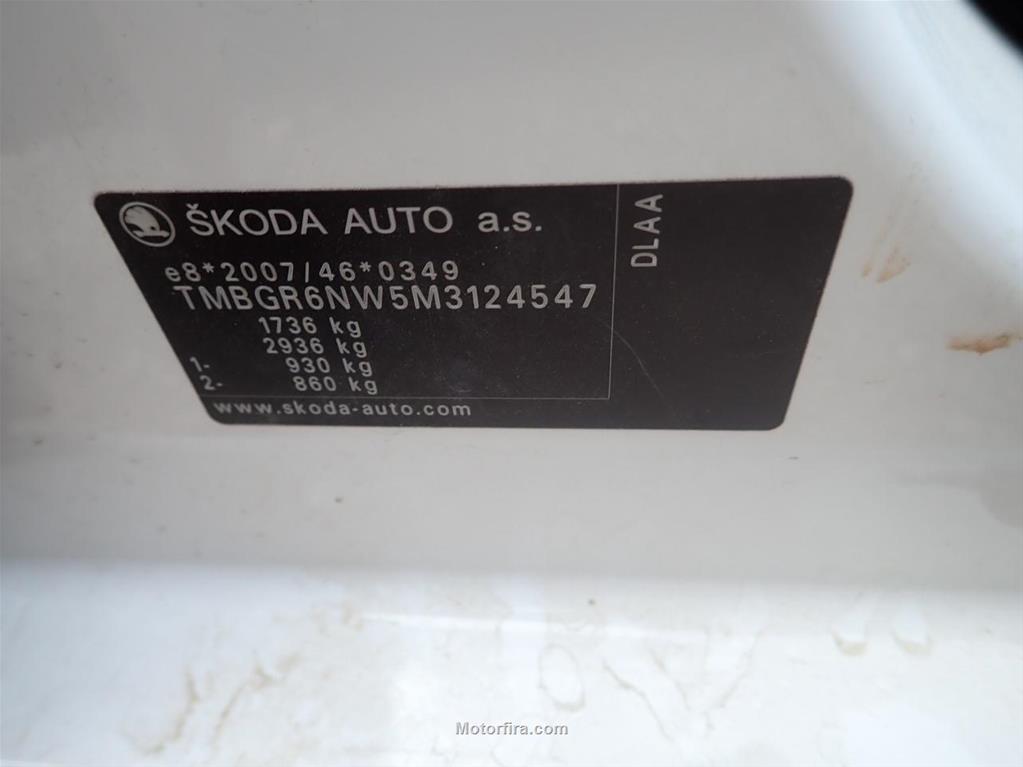 ŠKODA AUTO a.s.
e8*2007/46*0349
TMBGR6NW5M3124547
1736 kg
2936 kg
1- 930 kg
2- 860 kg
www.skoda-auto.com
DLAA
Motorfira.com